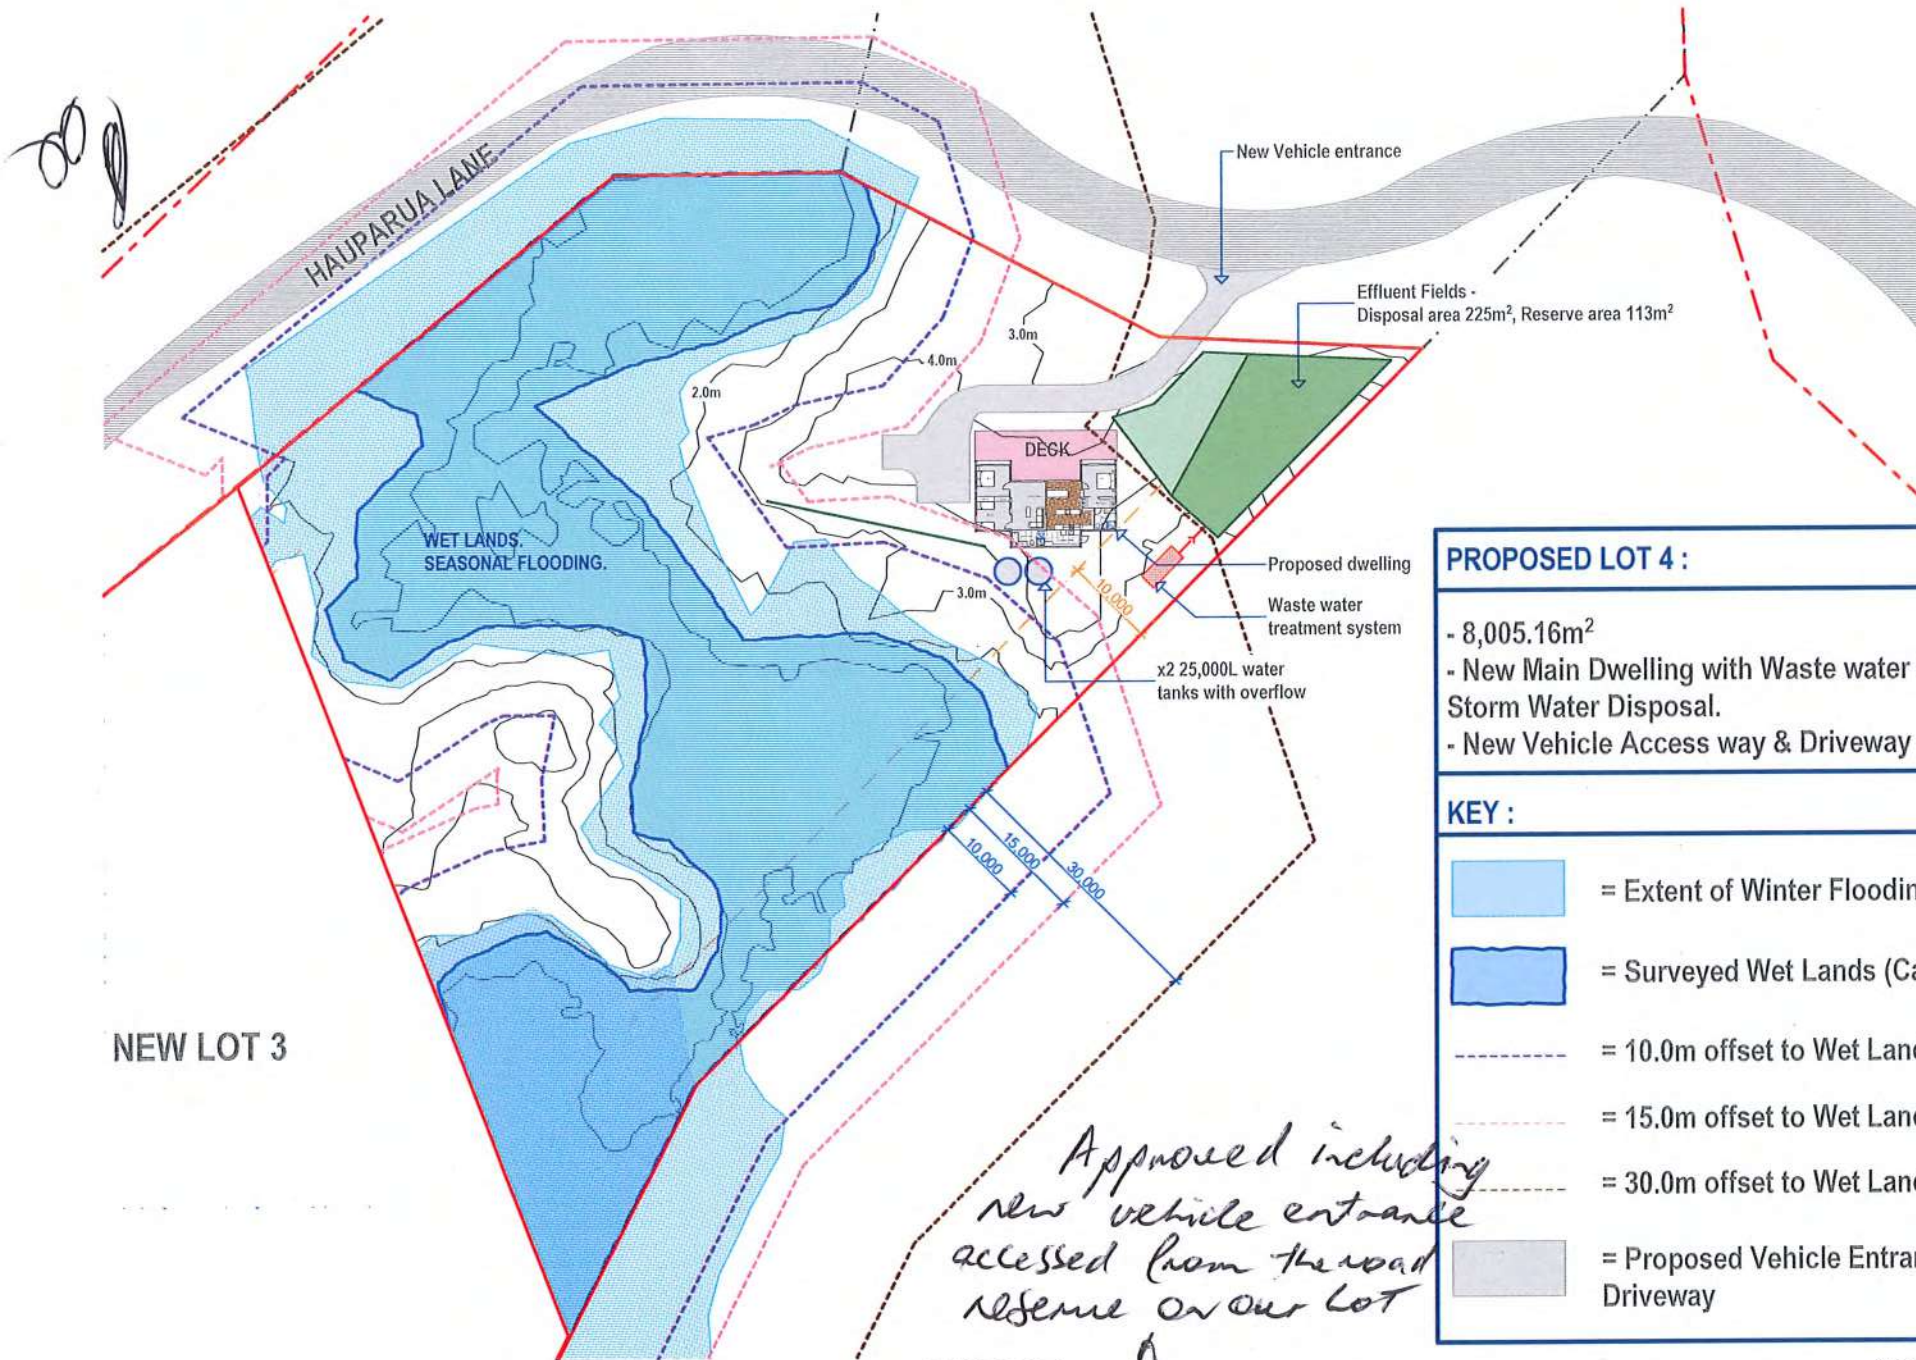 HAUPARUA LANE
New Vehicle entrance
Effluent Fields -
Disposal area 225m², Reserve area 113m²
3.0m
4.0m
2.0m
DECK
WET LANDS.
SEASONAL FLOODING.
3.0m
10,000
Proposed dwelling
Waste water
treatment system
x2 25,000L water
tanks with overflow
10,000
15,000
30,000
NEW LOT 3
PROPOSED LOT 4 :
- 8,005.16m²
- New Main Dwelling with Waste water
Storm Water Disposal.
- New Vehicle Access way & Driveway
KEY :
= Extent of Winter Floodin
= Surveyed Wet Lands (Ca
= 10.0m offset to Wet Land
= 15.0m offset to Wet Land
= 30.0m offset to Wet Land
= Proposed Vehicle Entra
Driveway
Approved including
new vehicle entrance
accessed from the road
reserve on our Lot